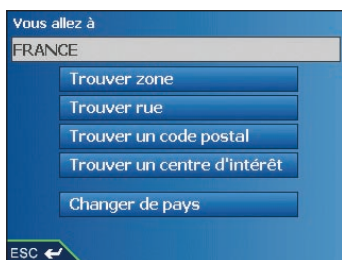 Vous allez à
FRANCE
Trouver zone
Trouver rue
Trouver un code postal
Trouver un centre d'intérêt
Changer de pays
ESC